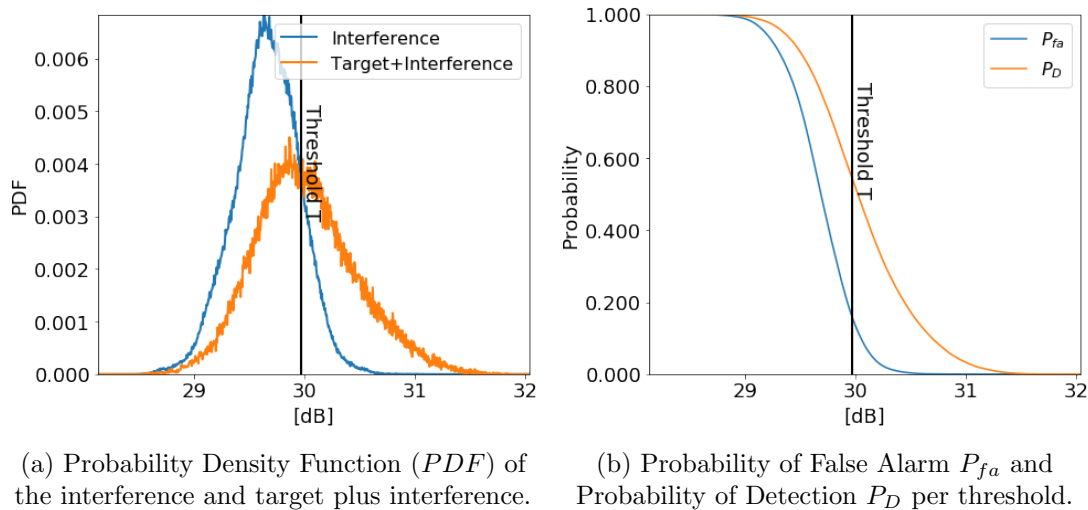 0.006
0.005
0.004
0.003
0.002
0.001
0.000
PDF
Interference
Target+Interference
Threshold T
29
30
31
32
[dB]
1.000
0.800
0.600
0.400
0.200
0.000
Probability
P_fa
P_D
Threshold T
29
30
31
32
[dB]
(a) Probability Density Function (PDF) of
the interference and target plus interference.
(b) Probability of False Alarm P_fa and
Probability of Detection P_D per threshold.